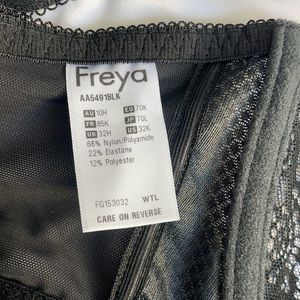 Freya
AA5491BLK
AU 10H EU 70K
FR 85K JP 70L
UK 32H US 32K
66% Nylon/Polyamide
22% Elastane
12% Polyester
FG153032 WTL
CARE ON REVERSE